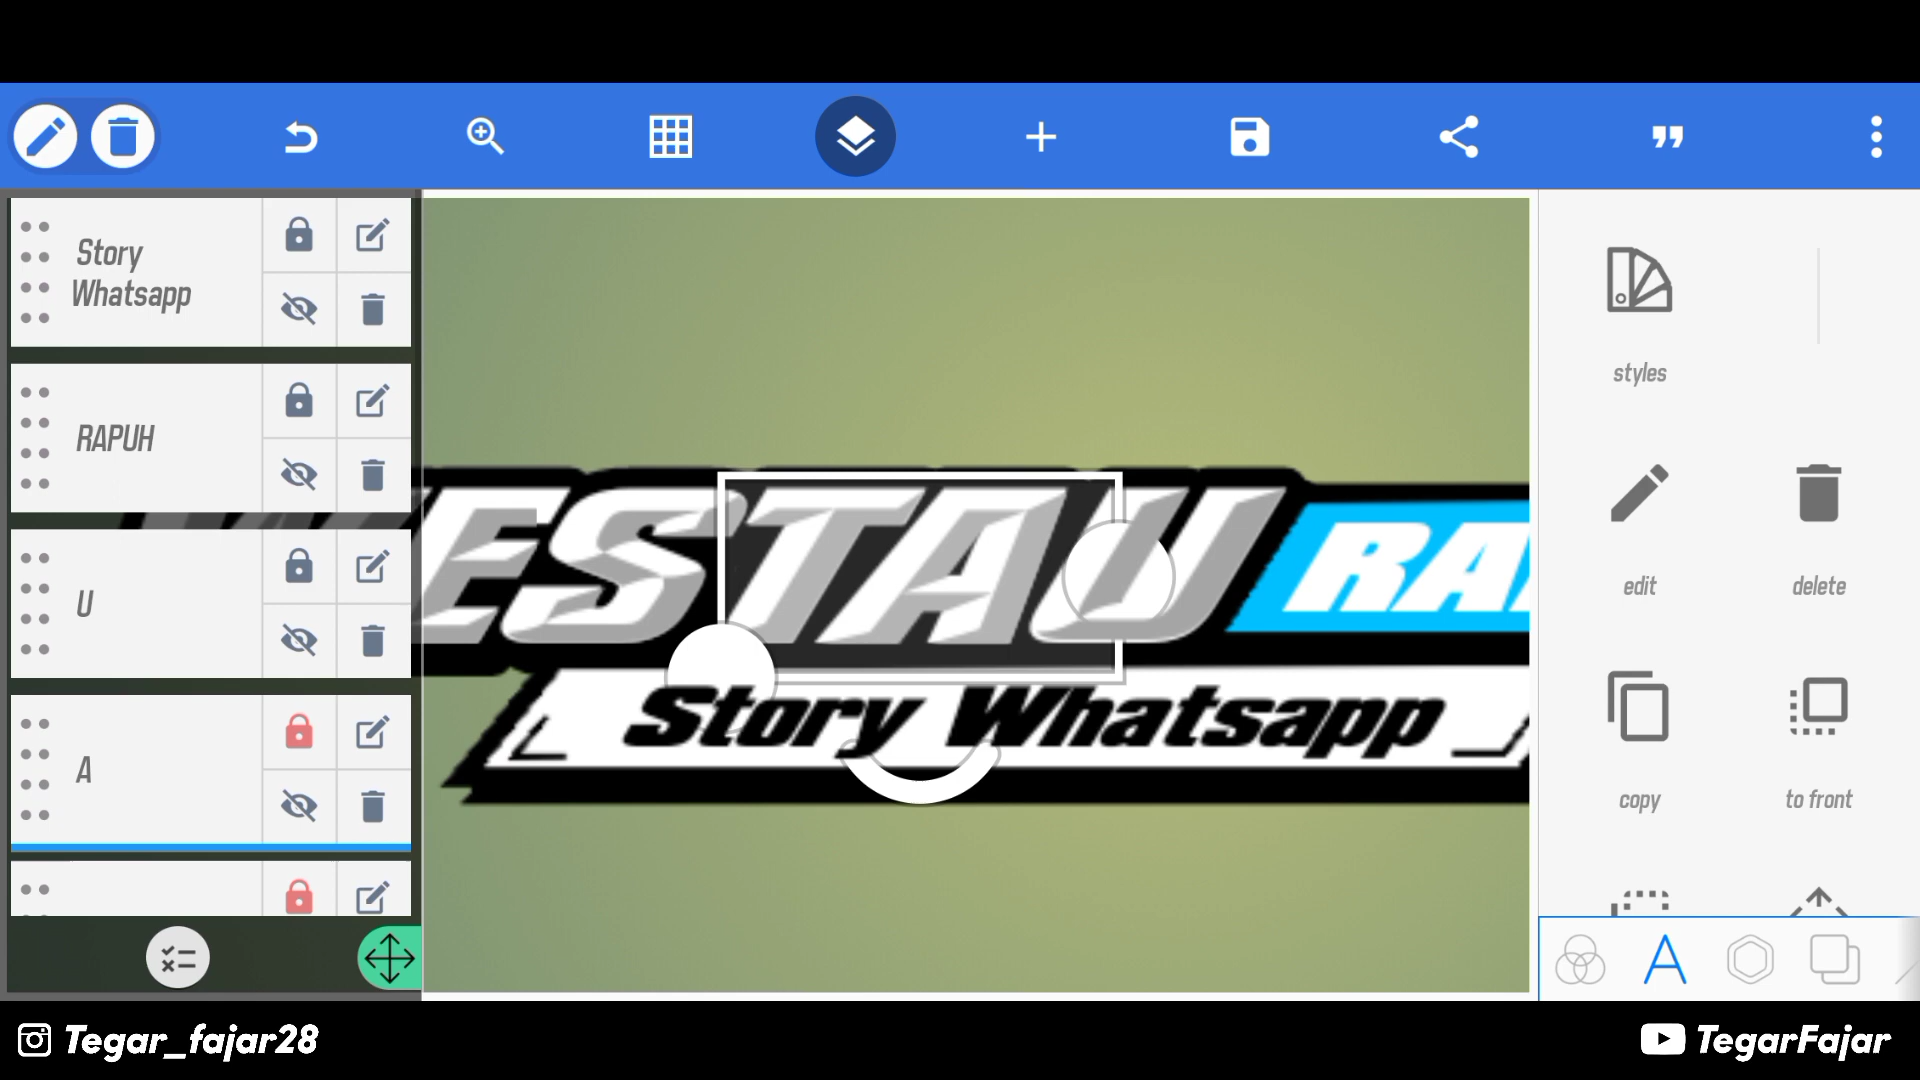 Story
Whatsapp
RAPUH
U
A
ESTAU RA
Story Whatsapp
styles
edit
delete
copy
to front
Tegar_fajar28
TegarFajar